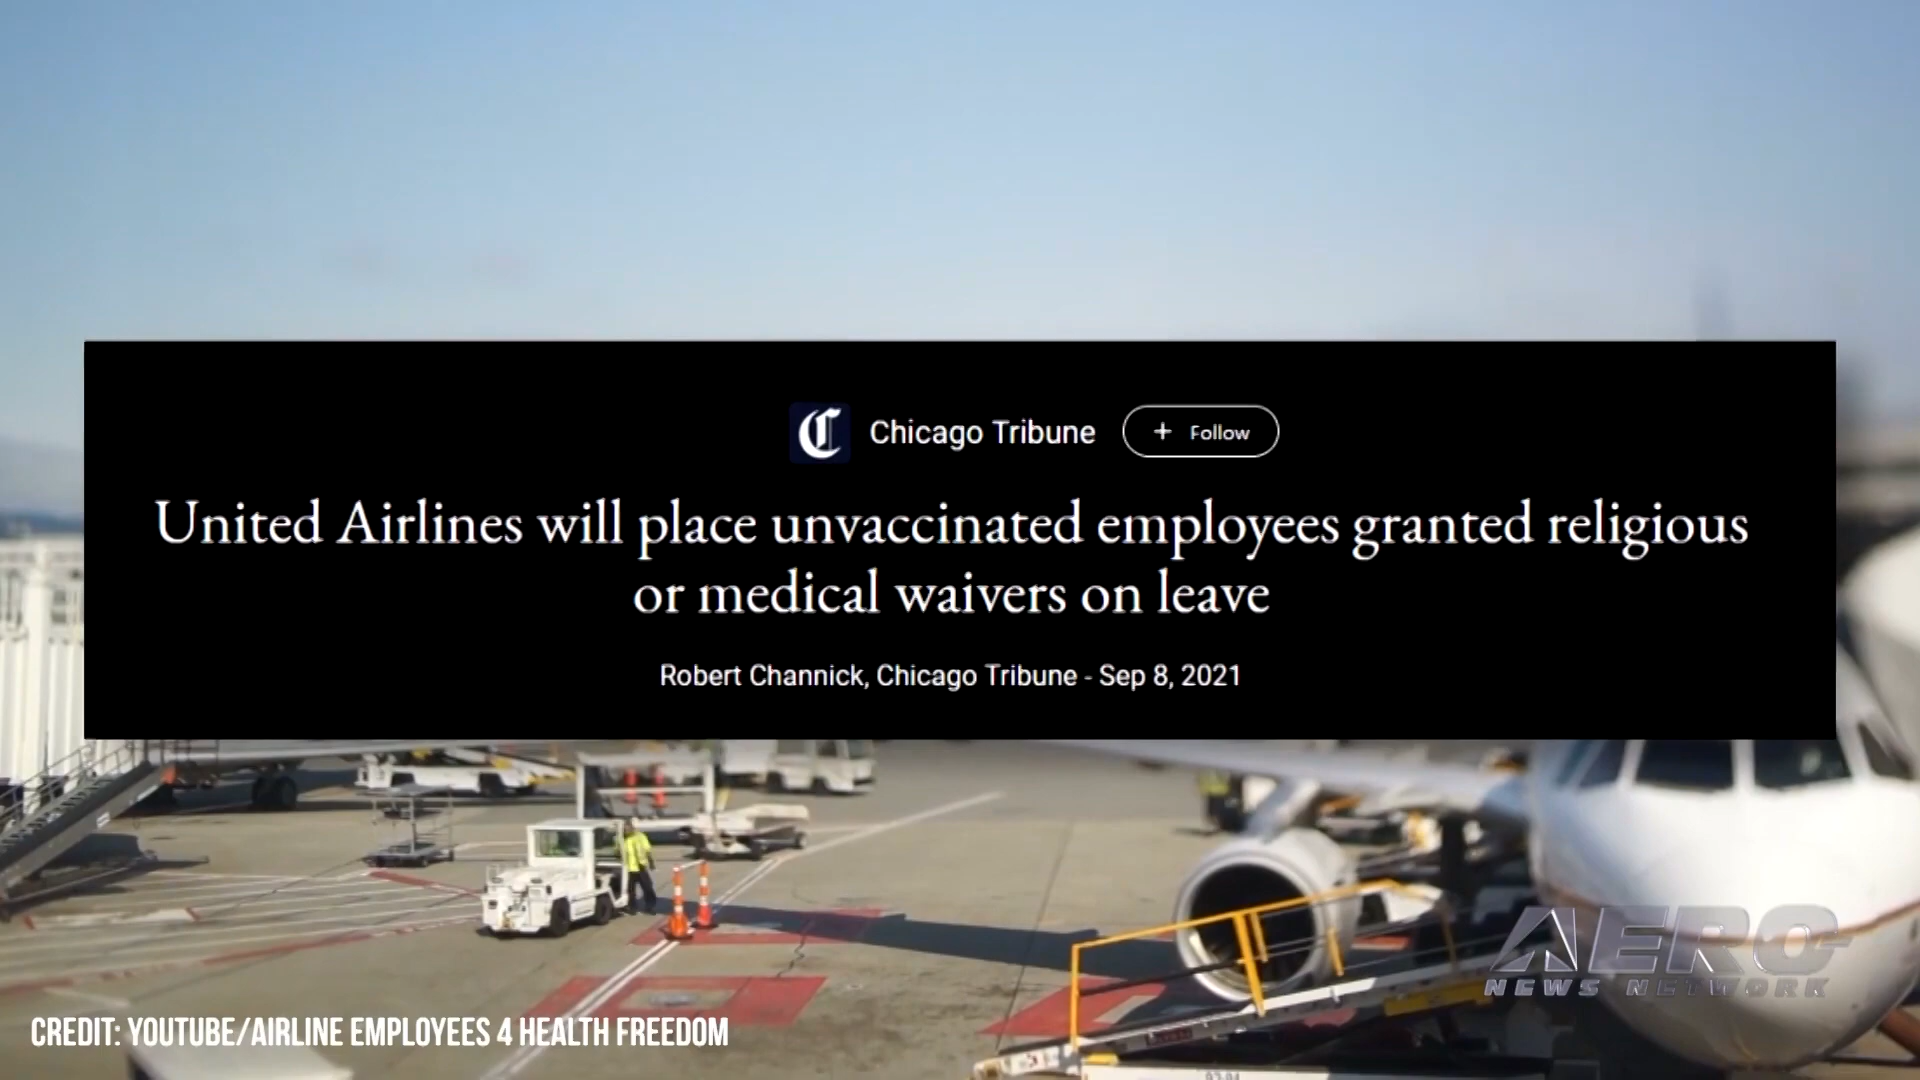 Chicago Tribune
+ Follow
United Airlines will place unvaccinated employees granted religious
or medical waivers on leave
Robert Channick, Chicago Tribune - Sep 8, 2021
AERO
NEWS NETWORK
CREDIT: YOUTUBE/AIRLINE EMPLOYEES 4 HEALTH FREEDOM